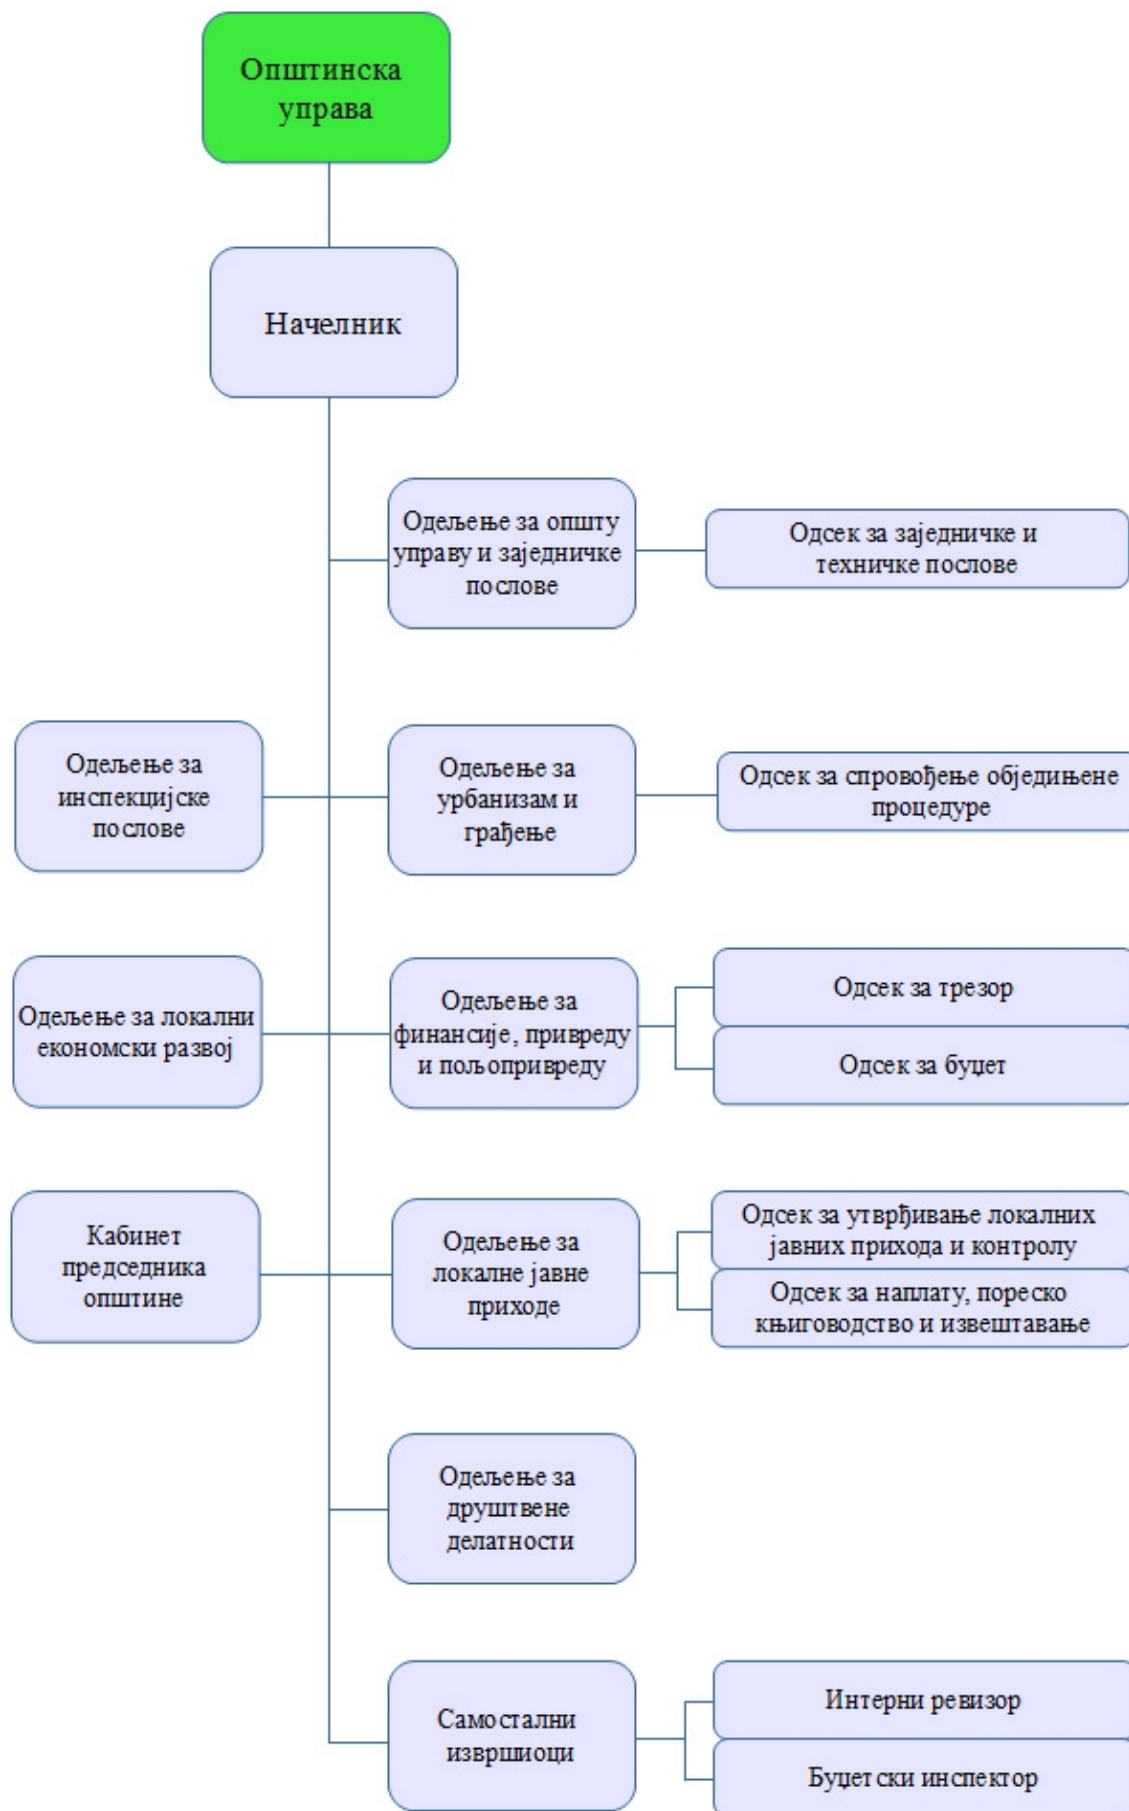 Општинска
управа
Начелник
Одељење за општу
управу и заједничке
послове
Одсек за заједничке и
техничке послове
Одељење за
инспекцијске
послове
Одељење за
урбанизам и
грађење
Одсек за спровођење обједињене
процедуре
Одељење за локални
економски развој
Одељење за
финансије, привреду
и пољопривреду
Одсек за трезор
Одсек за буџет
Кабинет
председника
општине
Одељење за
локалне јавне
приходе
Одсек за утврђивање локалних
јавних прихода и контролу
Одсек за наплату, пореско
књиговодство и извештавање
Одељење за
друштвене
делатности
Самостални
извршиоци
Интерни ревизор
Буџетски инспектор